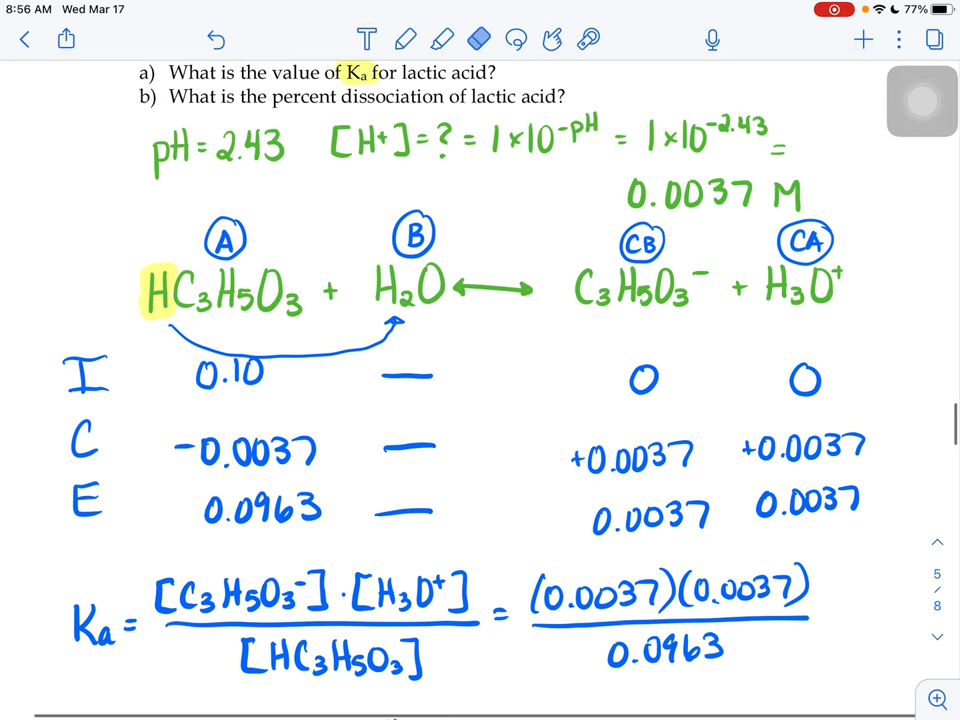 8:56 AM Wed Mar 17 77%
a) What is the value of Kₐ for lactic acid?
b) What is the percent dissociation of lactic acid?
pH = 2.43 [H⁺] = ? = 1×10^-pH = 1×10^-2.43 =
0.0037 M
A B CB CA
HC₃H₅O₃ + H₂O ⟷ C₃H₅O₃⁻ + H₃O⁺
I 0.10 — 0 0
C -0.0037 — +0.0037 +0.0037
E 0.0963 — 0.0037 0.0037
Ka = [C₃H₅O₃⁻]·[H₃O⁺] / [HC₃H₅O₃] = (0.0037)(0.0037) / 0.0963
5 / 8